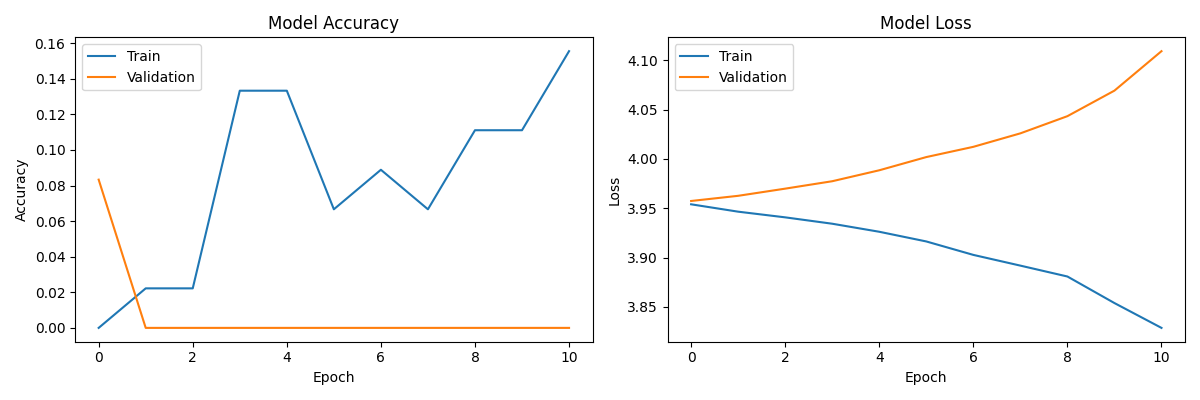 Model Accuracy
Train
Validation
0.16
0.14
0.12
0.10
0.08
0.06
0.04
0.02
0.00
Accuracy
0 2 4 6 8 10
Epoch
Model Loss
Train
Validation
4.10
4.05
4.00
3.95
3.90
3.85
Loss
0 2 4 6 8 10
Epoch